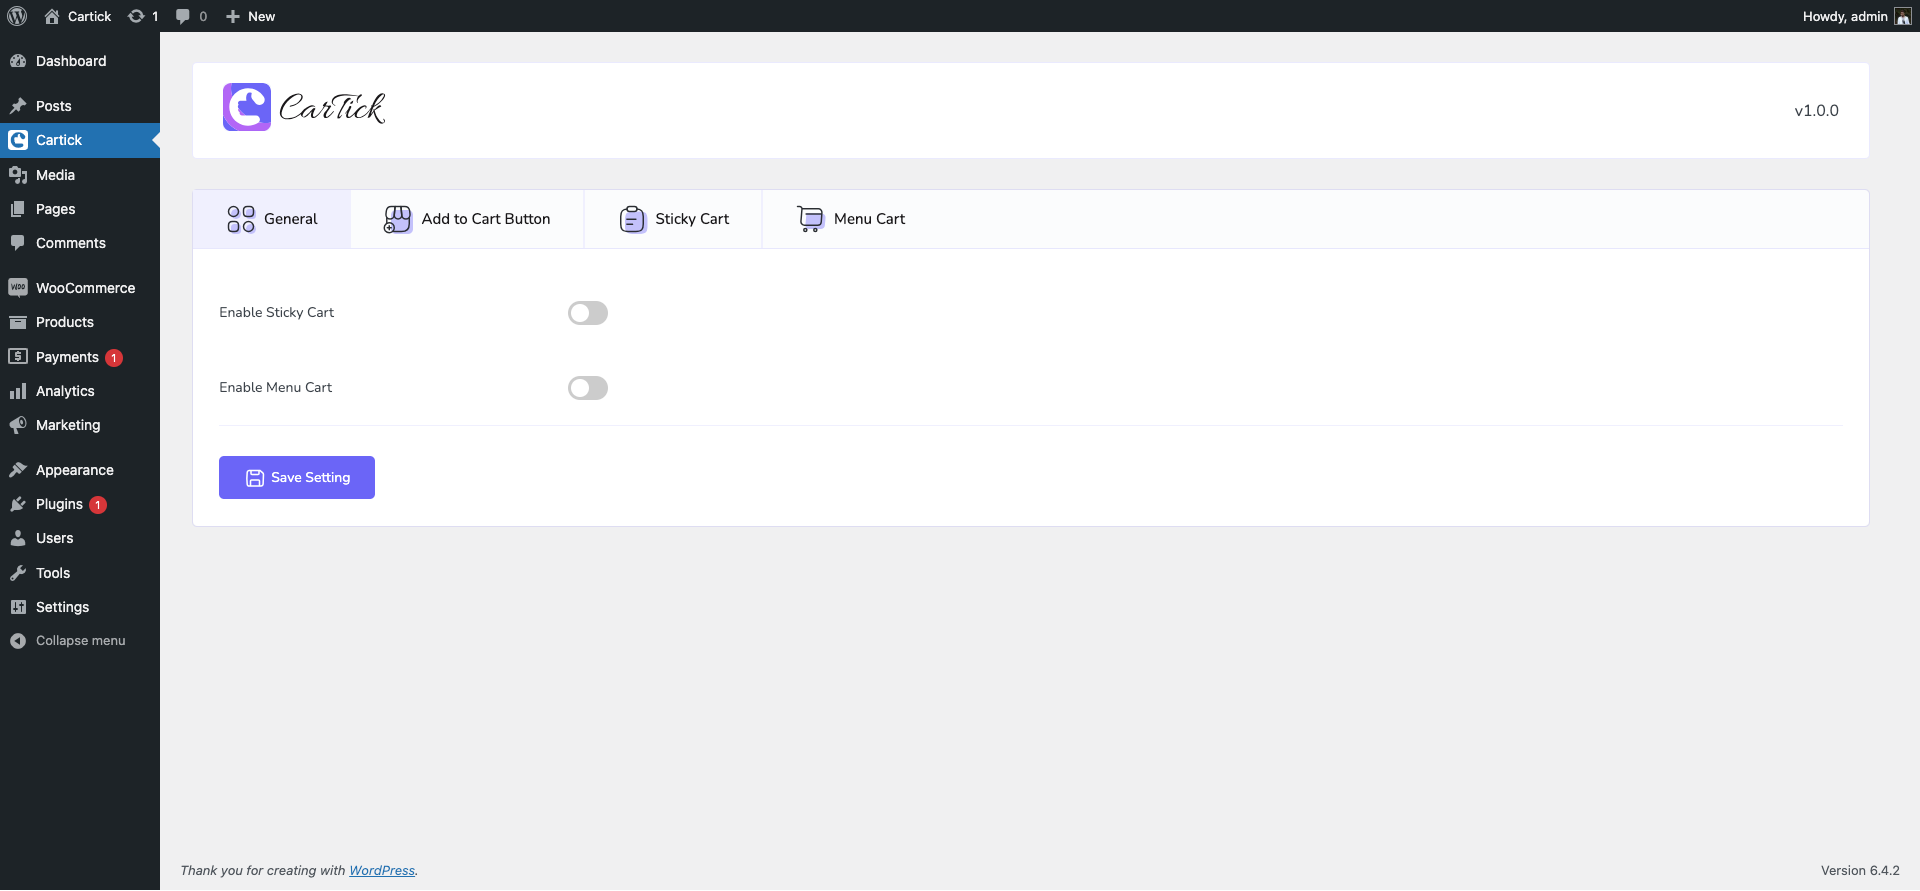 Cartick 1 0 New Howdy, admin
Dashboard
Posts
Cartick
Media
Pages
Comments
WooCommerce
Products
Payments 1
Analytics
Marketing
Appearance
Plugins 1
Users
Tools
Settings
Collapse menu
CarTick
v1.0.0
General Add to Cart Button Sticky Cart Menu Cart
Enable Sticky Cart
Enable Menu Cart
Save Setting
Thank you for creating with WordPress.
Version 6.4.2